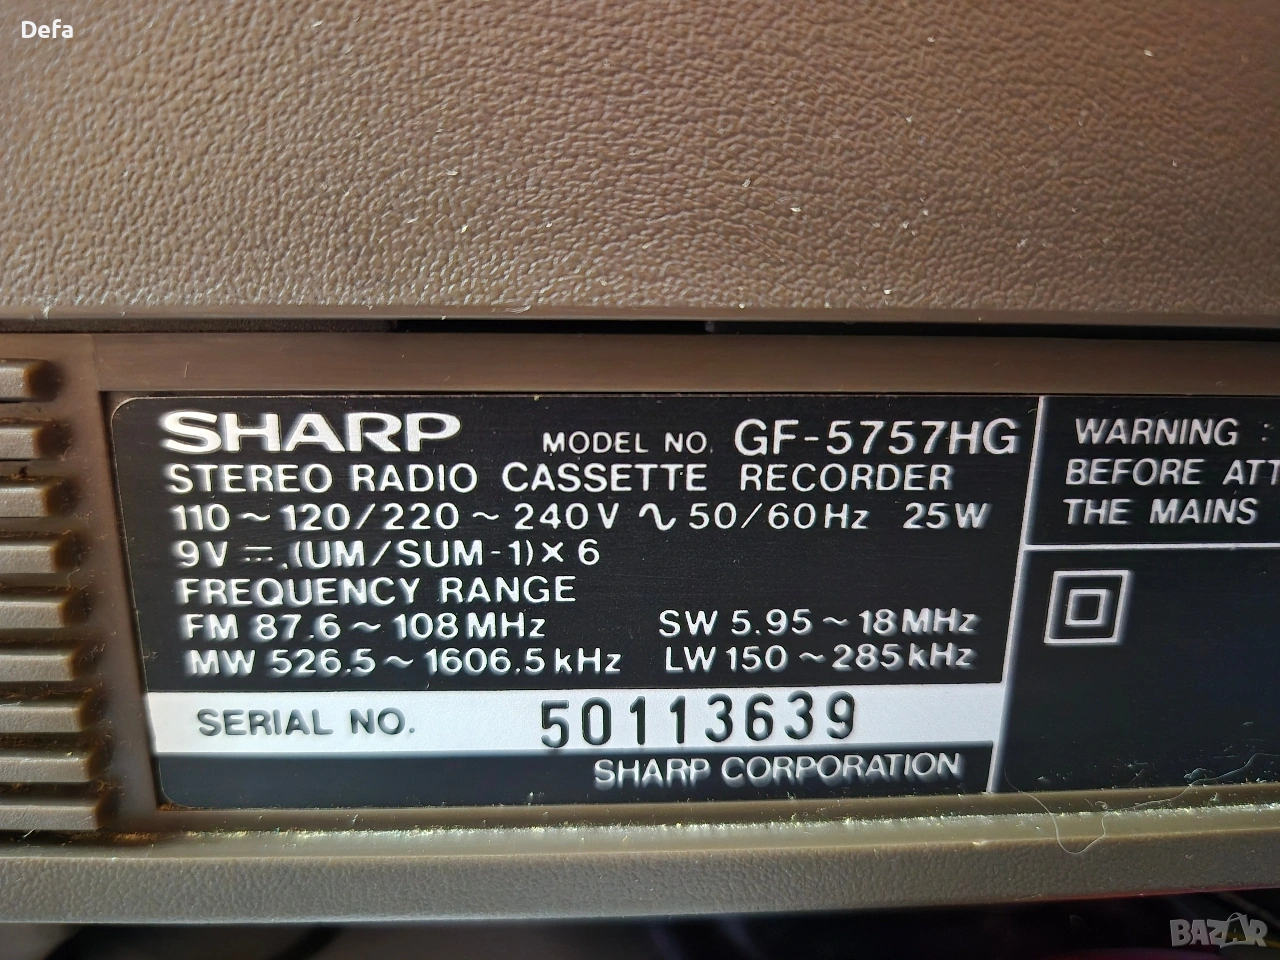 Defa
SHARP MODEL NO. GF-5757HG
STEREO RADIO CASSETTE RECORDER
110~120/220~240V ∿ 50/60Hz 25W
9V ⎓ (UM/SUM-1)×6
FREQUENCY RANGE
FM 87.6~108MHz SW 5.95~18MHz
MW 526.5~1606.5kHz LW 150~285kHz
SERIAL NO. 50113639
SHARP CORPORATION
WARNING :
BEFORE ATT
THE MAINS
BAZAR